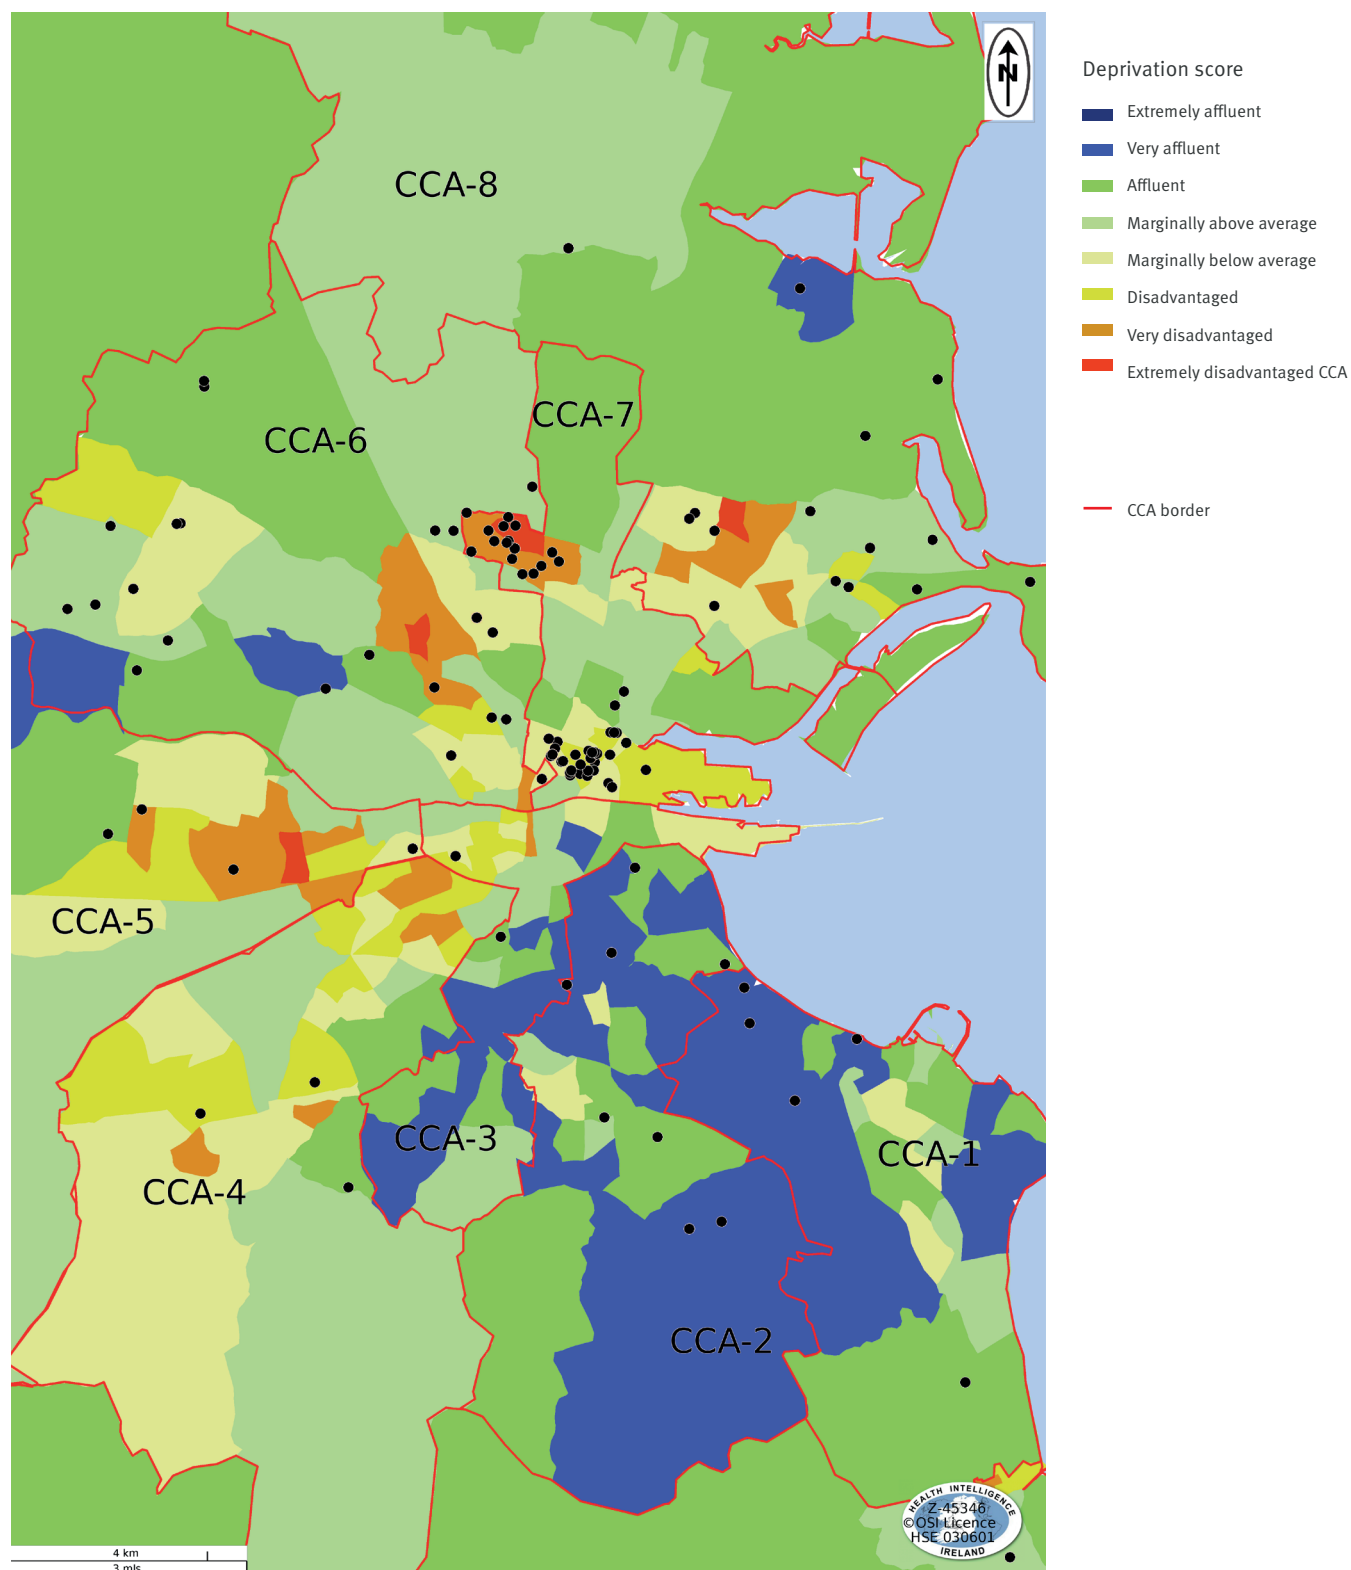 N
CCA-8
CCA-7
CCA-6
CCA-5
CCA-3
CCA-1
CCA-4
CCA-2
4 km
3 mls
HEALTH INTELLIGENCE
Z-45346
©OSI Licence
HSE 030601
IRELAND
Deprivation score
Extremely affluent
Very affluent
Affluent
Marginally above average
Marginally below average
Disadvantaged
Very disadvantaged
Extremely disadvantaged CCA
CCA border